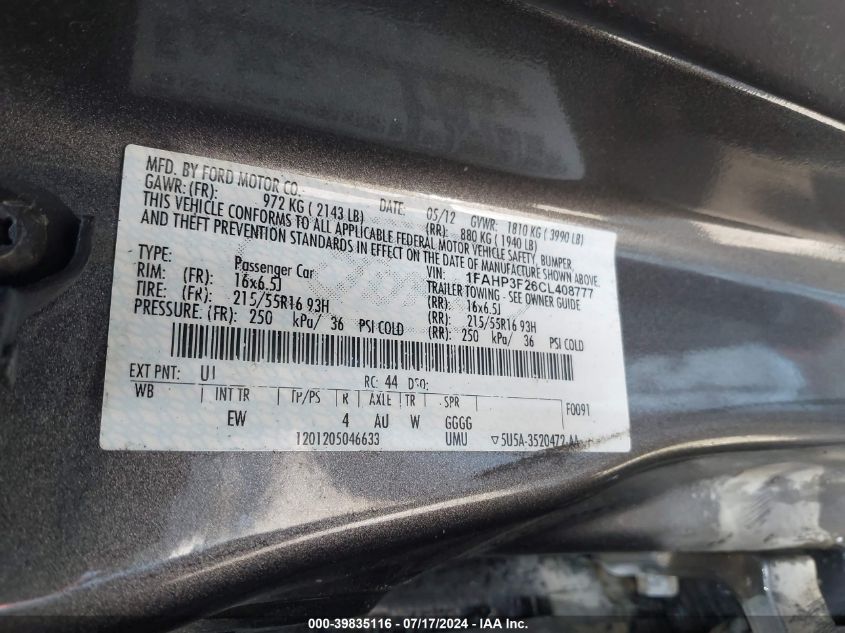 MFD. BY FORD MOTOR CO. DATE: 05/12 GVWR: 1810 KG ( 3990 LB)
GAWR: (FR): 972 KG ( 2143 LB) (RR): 880 KG ( 1940 LB)
THIS VEHICLE CONFORMS TO ALL APPLICABLE FEDERAL MOTOR VEHICLE SAFETY, BUMPER,
AND THEFT PREVENTION STANDARDS IN EFFECT ON THE DATE OF MANUFACTURE SHOWN ABOVE.
VIN: 1FAHP3F26CL408777
TYPE: Passenger Car TRAILER TOWING - SEE OWNER GUIDE
RIM: (FR): 16x6.5J (RR): 16x6.5J
TIRE: (FR): 215/55R16 93H (RR): 215/55R16 93H
PRESSURE: (FR): 250 kPa/ 36 PSI COLD (RR): 250 kPa/ 36 PSI COLD
EXT PNT: UJ RC: 44 DSO:
WB INT TR TP/PS R AXLE TR SPR F0091
EW 4 AU W GGGG
1201205046633 UMU ▽5U5A-3520472-AA
000-39835116 - 07/17/2024 - IAA Inc.